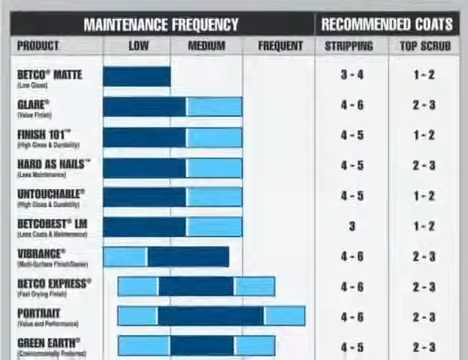 MAINTENANCE FREQUENCY RECOMMENDED COATS
PRODUCT LOW MEDIUM FREQUENT STRIPPING TOP SCRUB
BETCO® MATTE 3 - 4 1 - 2
(Low Gloss)
GLARE® 4 - 6 2 - 3
(Value Finish)
FINISH 101™ 4 - 5 1 - 2
(High Gloss & Durability)
HARD AS NAILS™ 4 - 5 2 - 3
(Less Maintenance)
UNTOUCHABLE® 4 - 5 1 - 2
(High Gloss & Durability)
BETCOBEST® LM 3 1 - 2
(Less Coats & Maintenance)
VIBRANCE® 4 - 6 2 - 3
(Multi-Surface Finish/Sealer)
BETCO EXPRESS® 4 - 6 2 - 3
(Fast Drying Finish)
PORTRAIT 4 - 6 2 - 3
(Value and Performance)
GREEN EARTH® 4 - 5 2 - 3
(Environmentally Preferred)